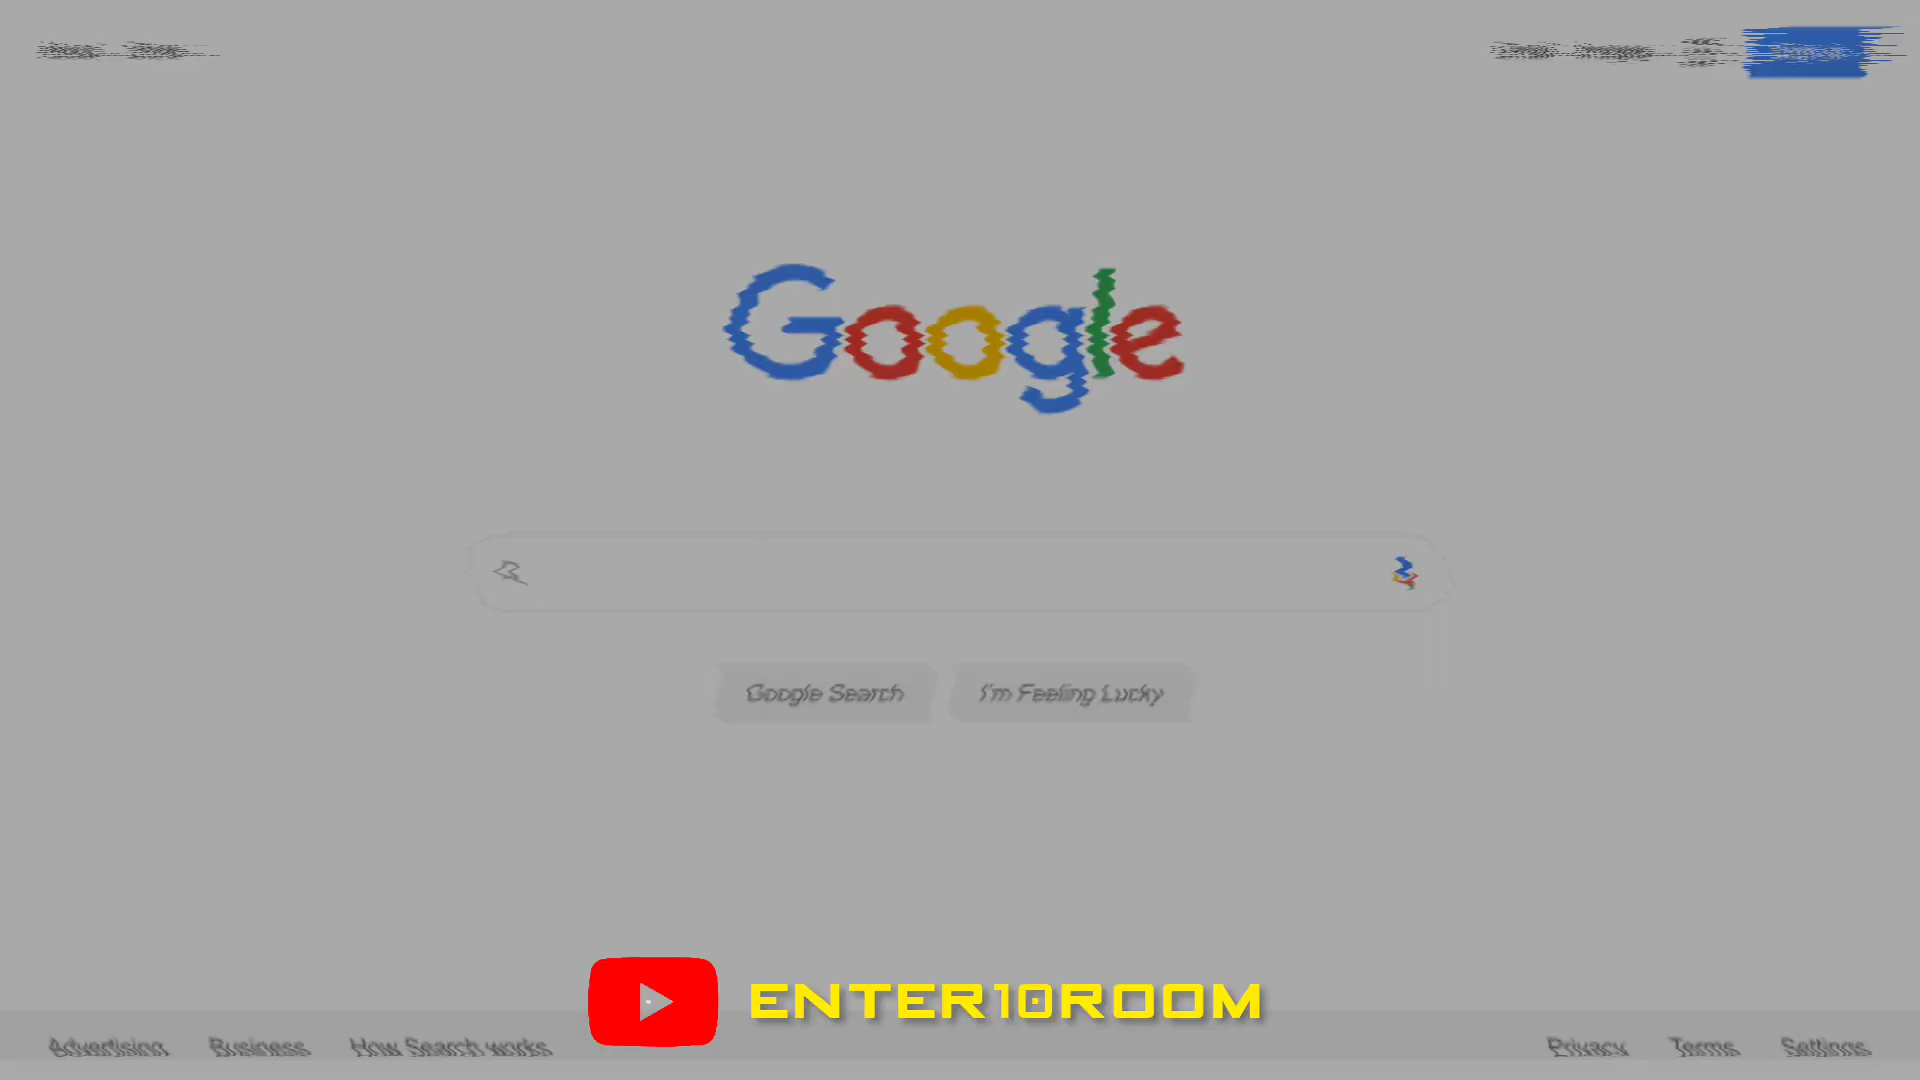 Google
Google Search I'm Feeling Lucky
ENTER10ROOM
Advertising Business How Search works Privacy Terms Settings